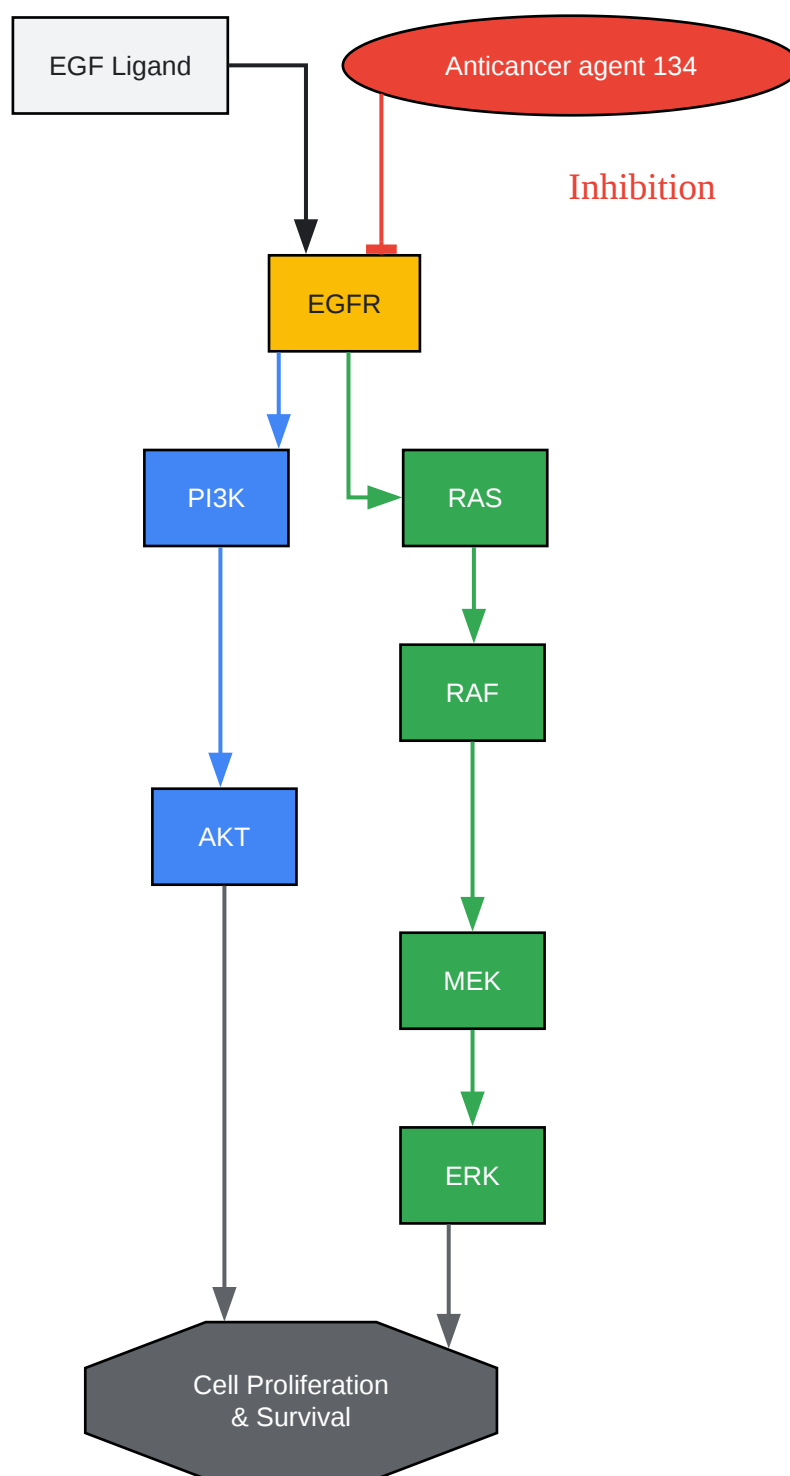 EGF Ligand
Anticancer agent 134
Inhibition
EGFR
PI3K
RAS
RAF
AKT
MEK
ERK
Cell Proliferation
& Survival